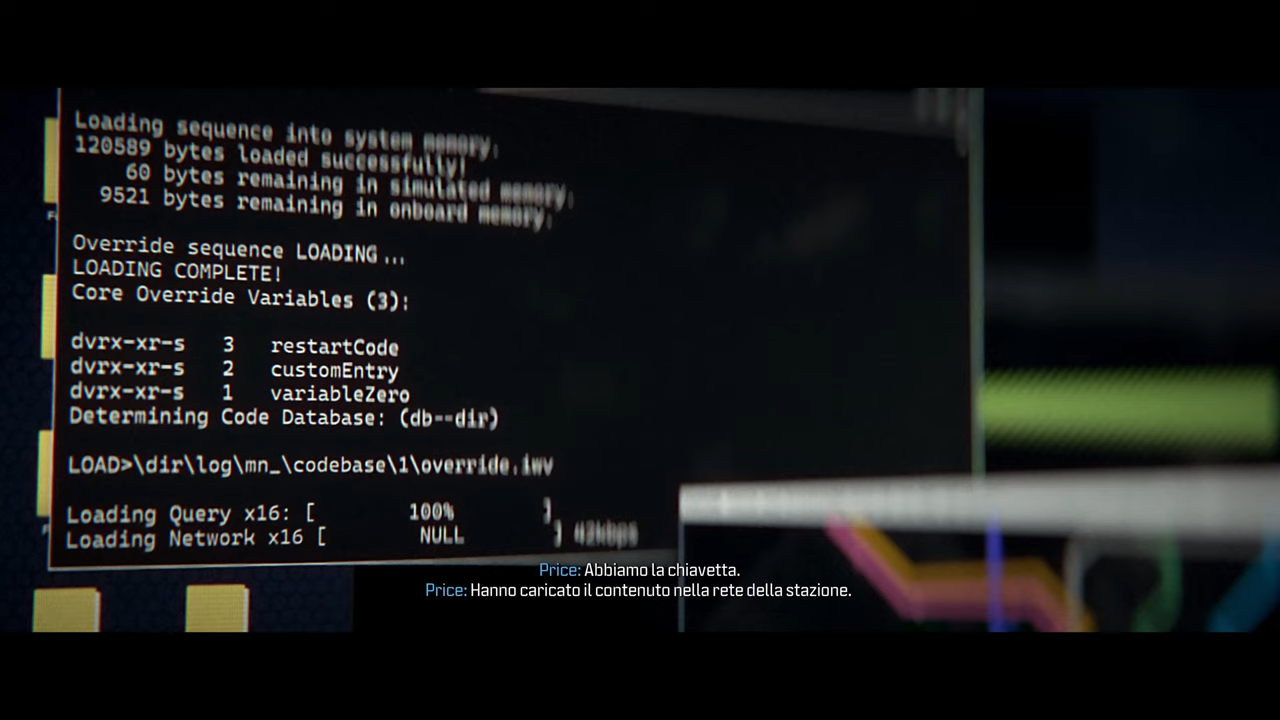 Loading sequence into system memory.
120589 bytes loaded successfully!
60 bytes remaining in simulated memory.
9521 bytes remaining in onboard memory.
Override sequence LOADING...
LOADING COMPLETE!
Core Override Variables (3):
dvrx-xr-s 3 restartCode
dvrx-xr-s 2 customEntry
dvrx-xr-s 1 variableZero
Determining Code Database: (db--dir)
LOAD>\dir\log\mn_\codebase\1\override.iwv
Loading Query x16: [ 100% ]
Loading Network x16 [ NULL ] 42kbps
Price: Abbiamo la chiavetta.
Price: Hanno caricato il contenuto nella rete della stazione.